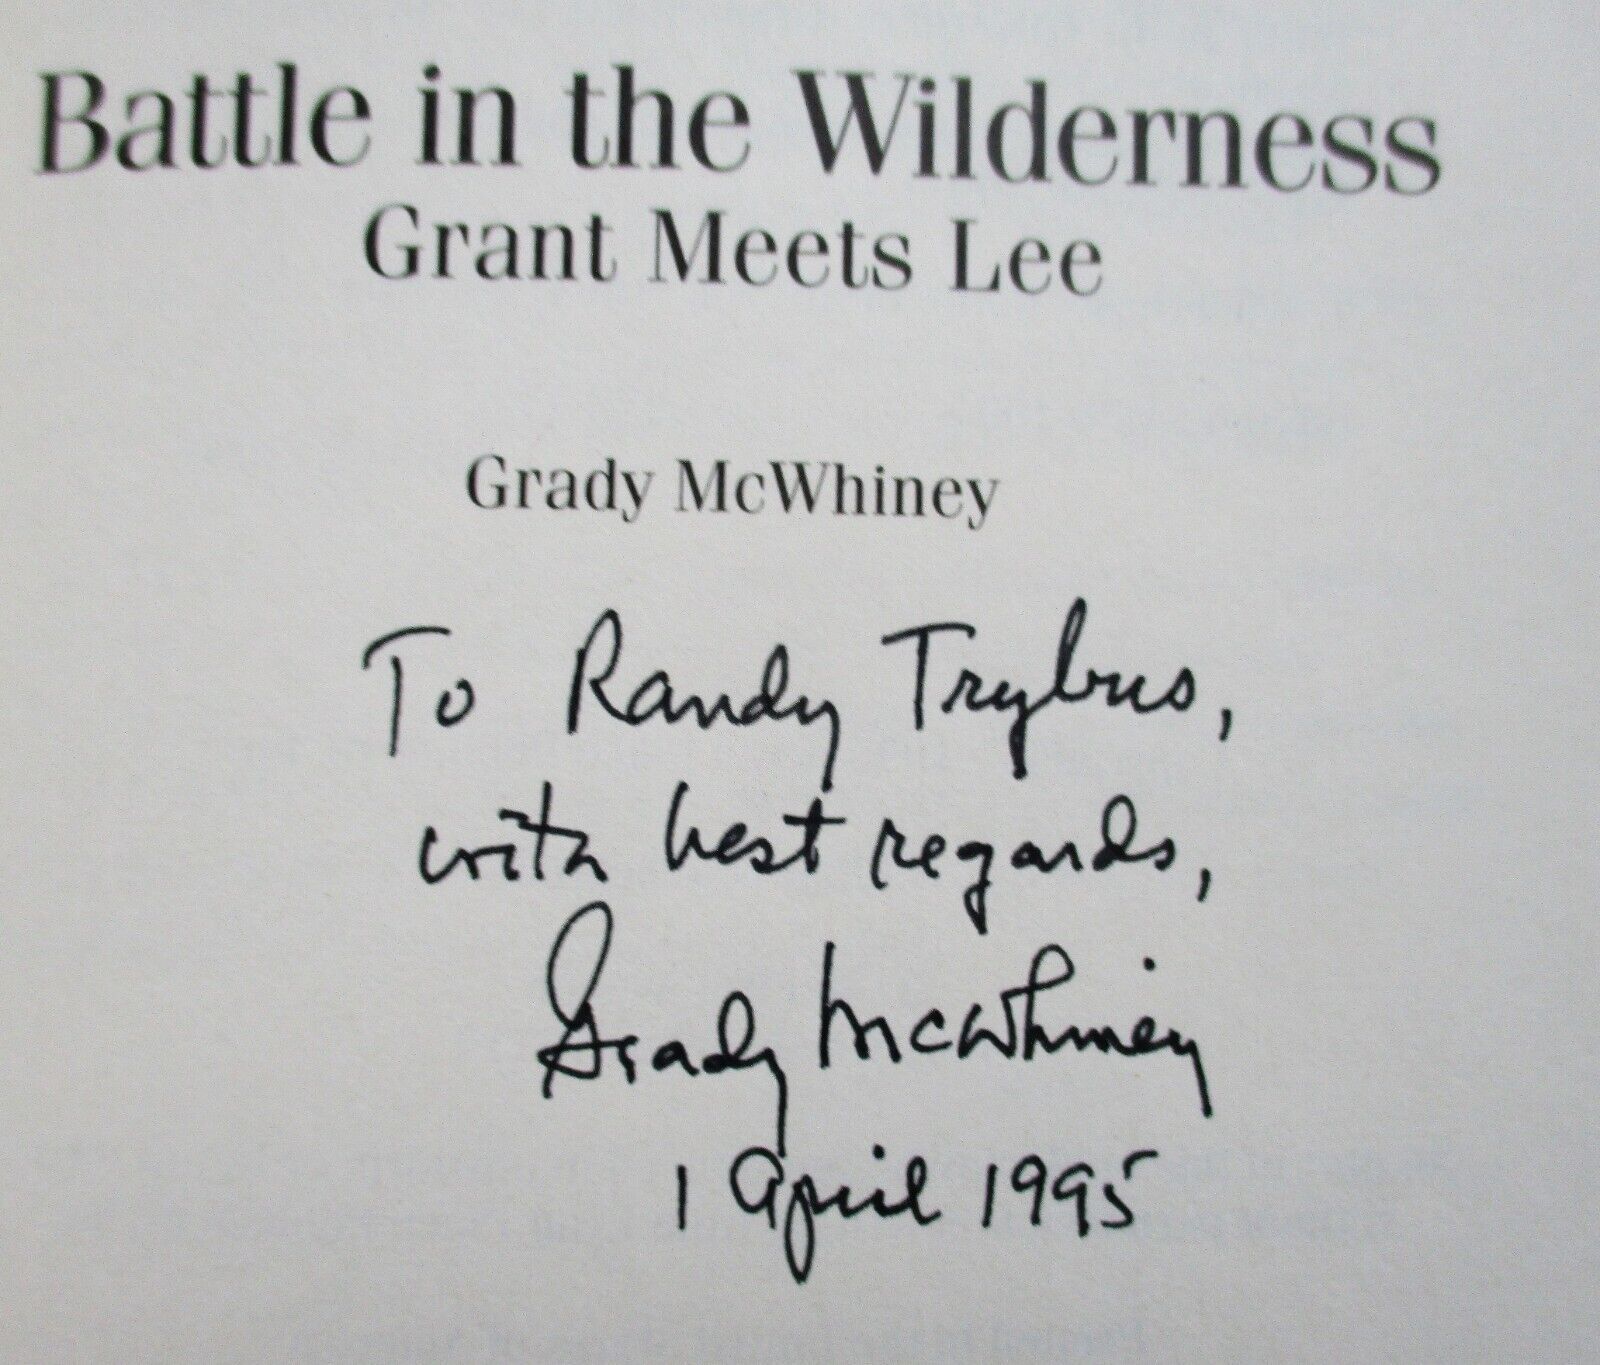 Battle in the Wilderness
Grant Meets Lee
Grady McWhiney
To Randy Trybus,
with best regards,
Grady McWhiney
1 April 1995